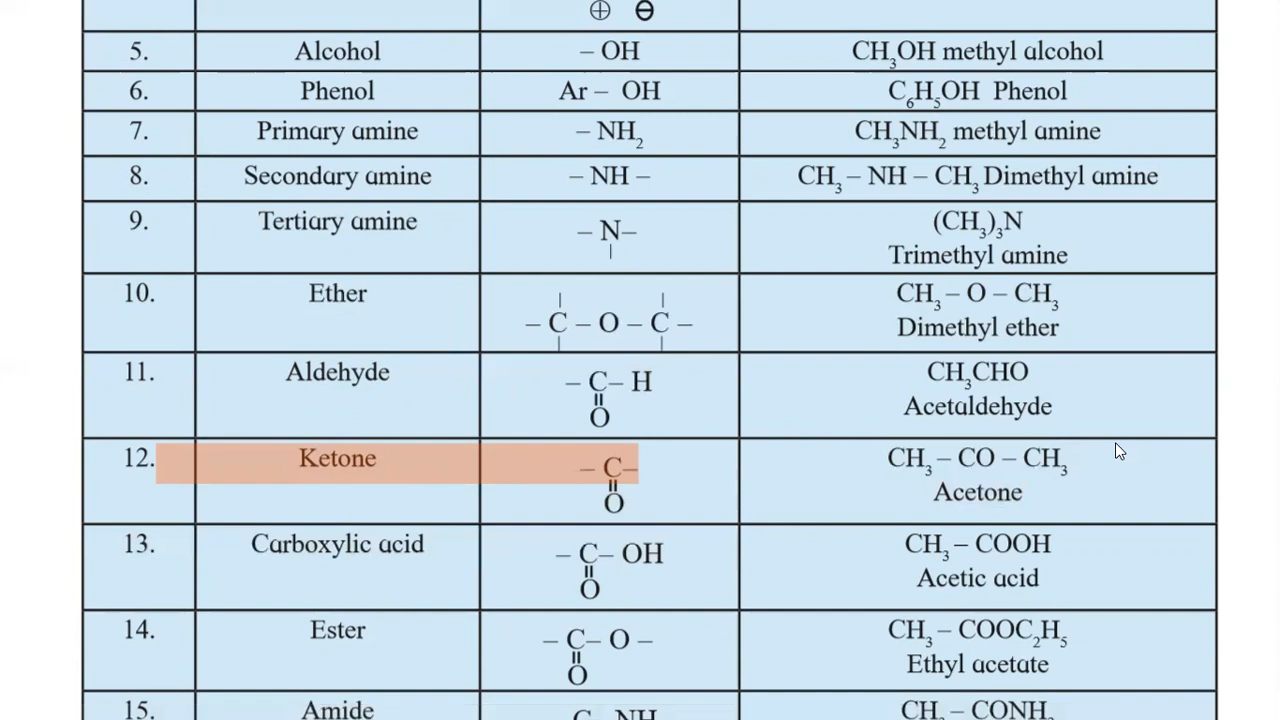 ⊕ ⊖
5. Alcohol – OH CH₃OH methyl alcohol
6. Phenol Ar – OH C₆H₅OH Phenol
7. Primary amine – NH₂ CH₃NH₂ methyl amine
8. Secondary amine – NH – CH₃ – NH – CH₃ Dimethyl amine
9. Tertiary amine – N– (CH₃)₃N
| Trimethyl amine
10. Ether | | CH₃ – O – CH₃
– C – O – C – Dimethyl ether
| |
11. Aldehyde – C – H CH₃CHO
|| Acetaldehyde
O
12. Ketone – C – CH₃ – CO – CH₃
|| Acetone
O
13. Carboxylic acid – C – OH CH₃ – COOH
|| Acetic acid
O
14. Ester – C – O – CH₃ – COOC₂H₅
|| Ethyl acetate
O
15. Amide C NH CH₃ – CONH₂